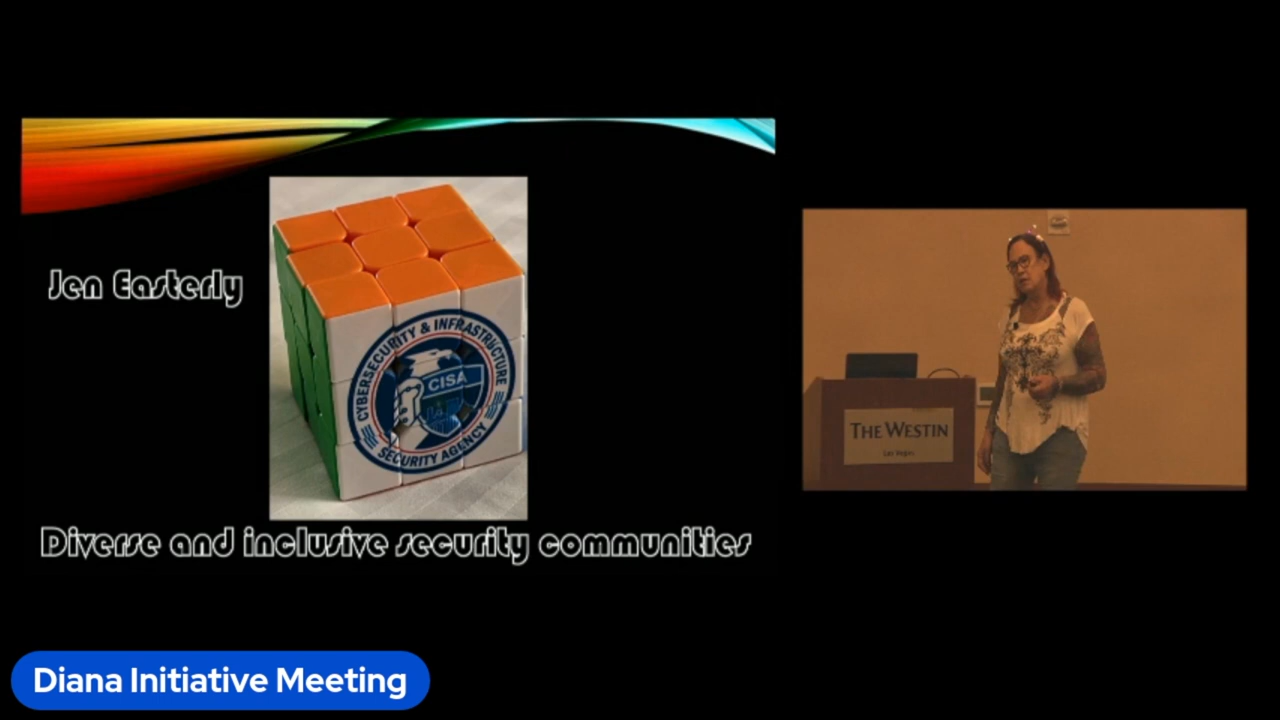 Jen Easterly
CYBERSECURITY & INFRASTRUCTURE
CISA
SECURITY AGENCY
Diverse and inclusive security communities
THE WESTIN
Las Vegas
Diana Initiative Meeting